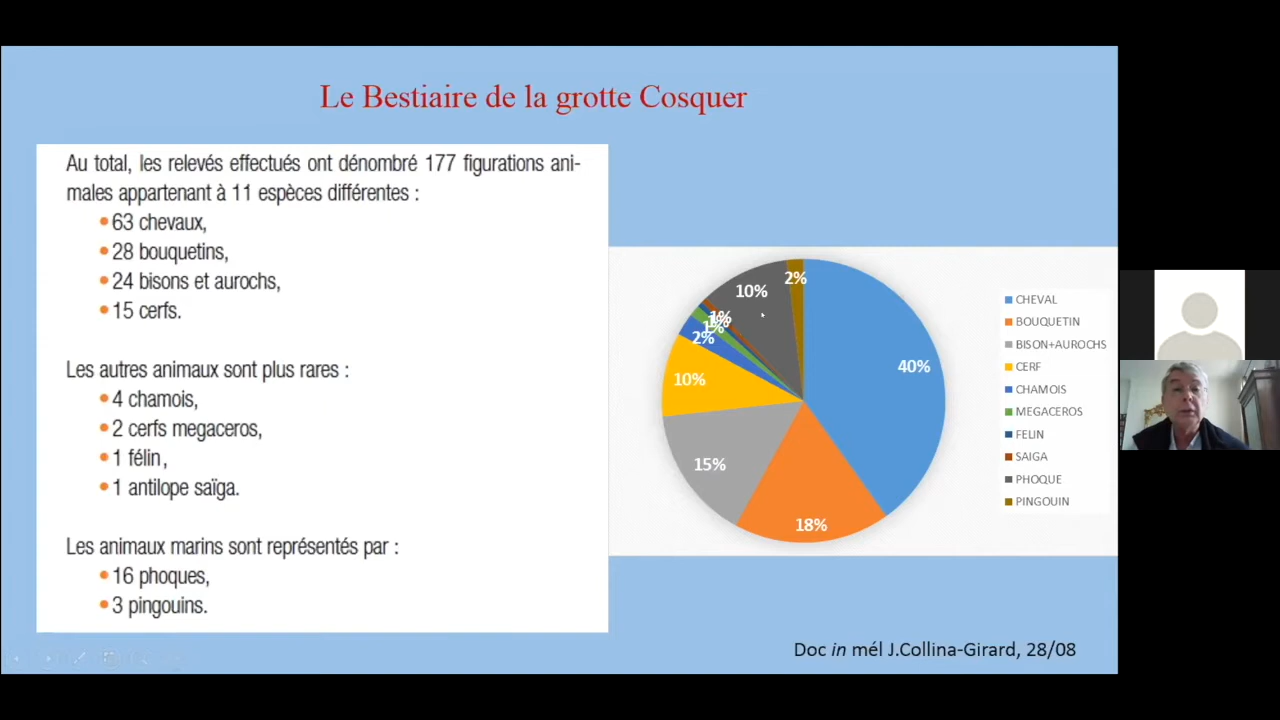 Le Bestiaire de la grotte Cosquer
Au total, les relevés effectués ont dénombré 177 figurations ani-
males appartenant à 11 espèces différentes :
• 63 chevaux,
• 28 bouquetins,
• 24 bisons et aurochs,
• 15 cerfs.
Les autres animaux sont plus rares :
• 4 chamois,
• 2 cerfs megaceros,
• 1 félin,
• 1 antilope saïga.
Les animaux marins sont représentés par :
• 16 phoques,
• 3 pingouins.
2%
10%
1%
1%
1%
2%
10%
15%
18%
40%
CHEVAL
BOUQUETIN
BISON+AUROCHS
CERF
CHAMOIS
MEGACEROS
FELIN
SAIGA
PHOQUE
PINGOUIN
Doc in mél J.Collina-Girard, 28/08